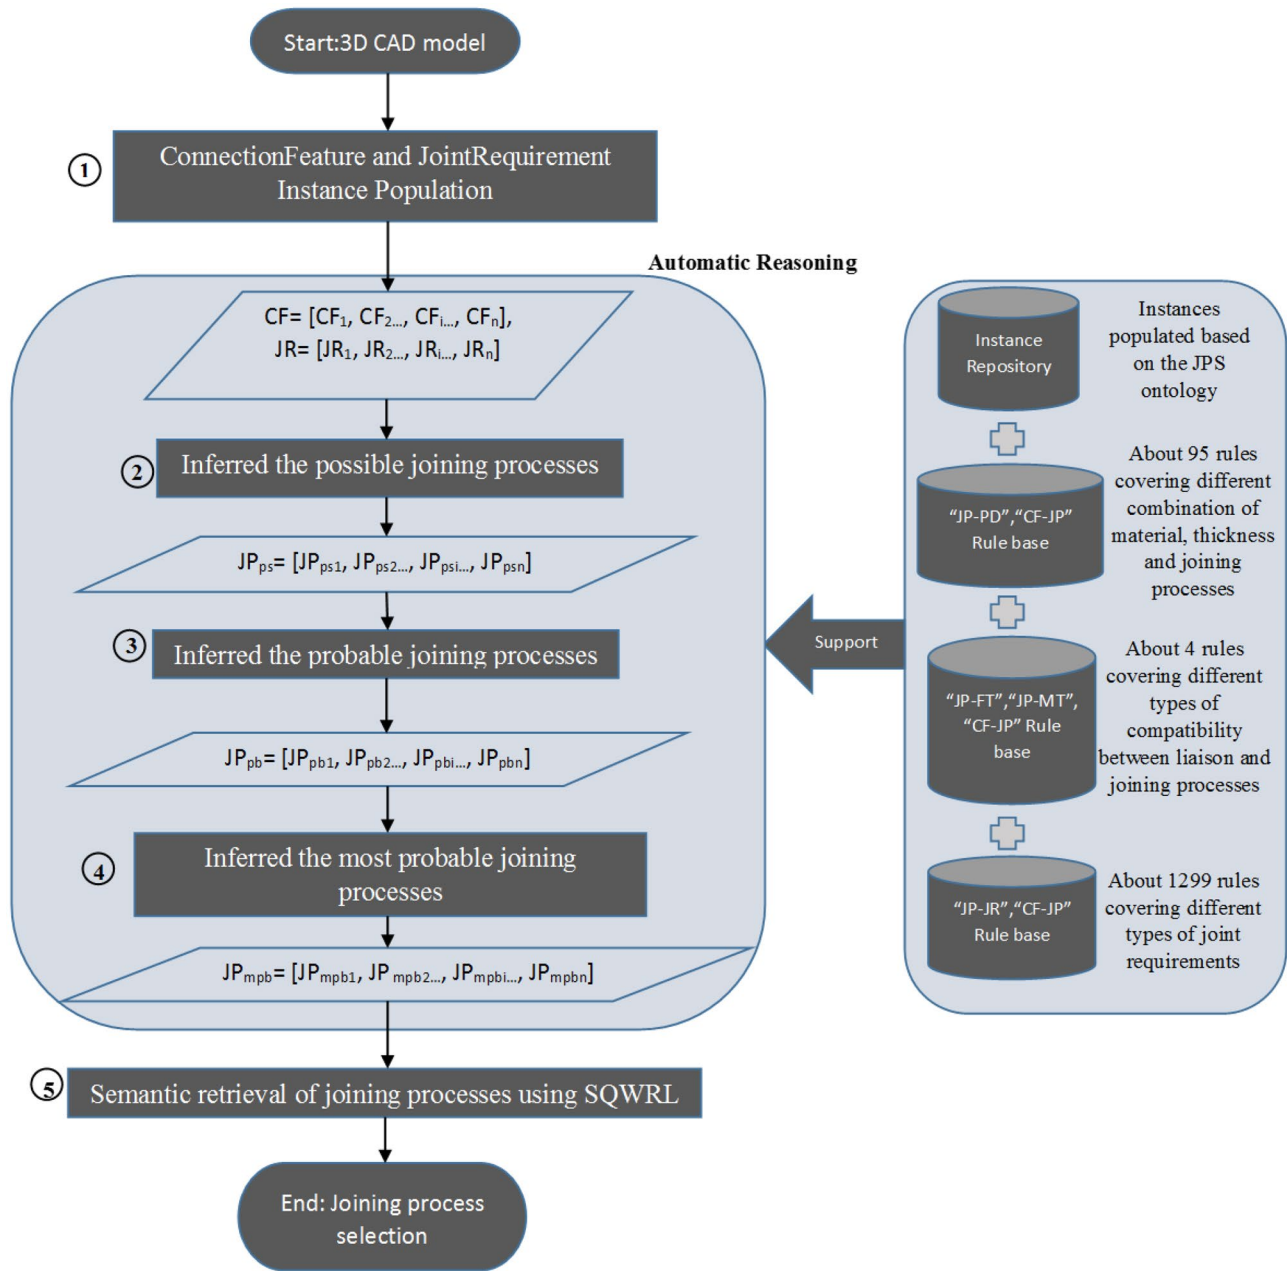 Start:3D CAD model
1
ConnectionFeature and JointRequirement
Instance Population
Automatic Reasoning
CF= [CF1, CF2..., CFi..., CFn],
JR= [JR1, JR2..., JRi..., JRn]
2
Inferred the possible joining processes
JPps= [JPps1, JPps2..., JPpsi..., JPpsn]
3
Inferred the probable joining processes
JPpb= [JPpb1, JPpb2..., JPpbi..., JPpbn]
4
Inferred the most probable joining
processes
JPmpb= [JPmpb1, JPmpb2..., JPmpbi..., JPmpbn]
5
Semantic retrieval of joining processes using SQWRL
End: Joining process
selection
Support
Instance
Repository
Instances
populated based
on the JPS
ontology
“JP-PD”,“CF-JP”
Rule base
About 95 rules
covering different
combination of
material, thickness
and joining
processes
“JP-FT”,“JP-MT”,
“CF-JP” Rule
base
About 4 rules
covering different
types of
compatibility
between liaison and
joining processes
“JP-JR”,“CF-JP”
Rule base
About 1299 rules
covering different
types of joint
requirements